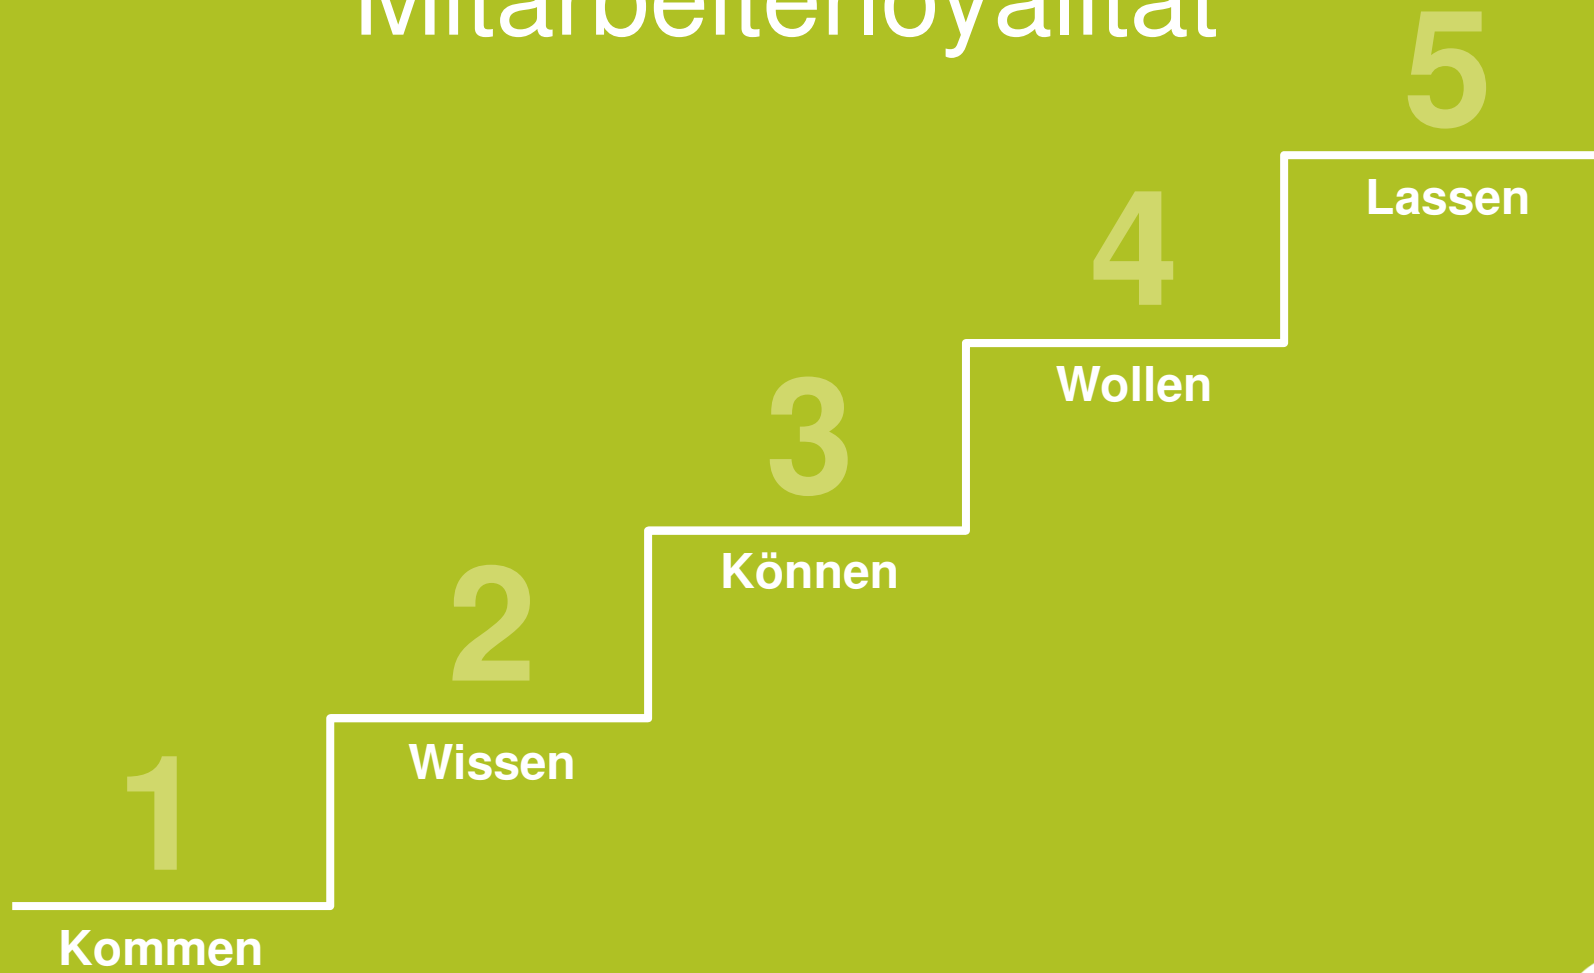 Mitarbeiterloyalität
5
Lassen
4
Wollen
3
Können
2
Wissen
1
Kommen